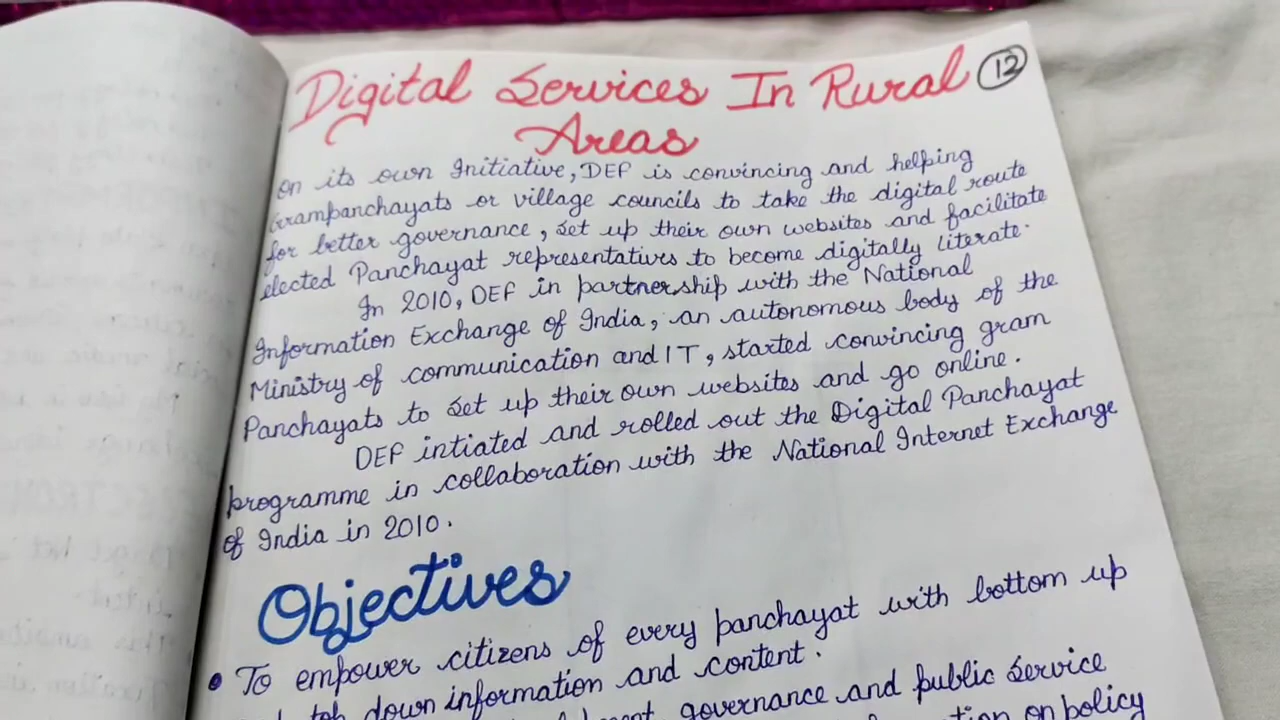 Digital Services In Rural
12
Areas
On its own Initiative, DEF is convincing and helping
Grampanchayats or village councils to take the digital route
for better governance, set up their own websites and facilitate
elected Panchayat representatives to become digitally literate.
In 2010, DEF in partnership with the National
Information Exchange of India, an autonomous body of the
Ministry of communication and IT, started convincing gram
Panchayats to set up their own websites and go online.
DEF intiated and rolled out the Digital Panchayat
programme in collaboration with the National Internet Exchange
of India in 2010.
Objectives
• To empower citizens of every panchayat with bottom up
top down information and content.
governance and public service
on policy